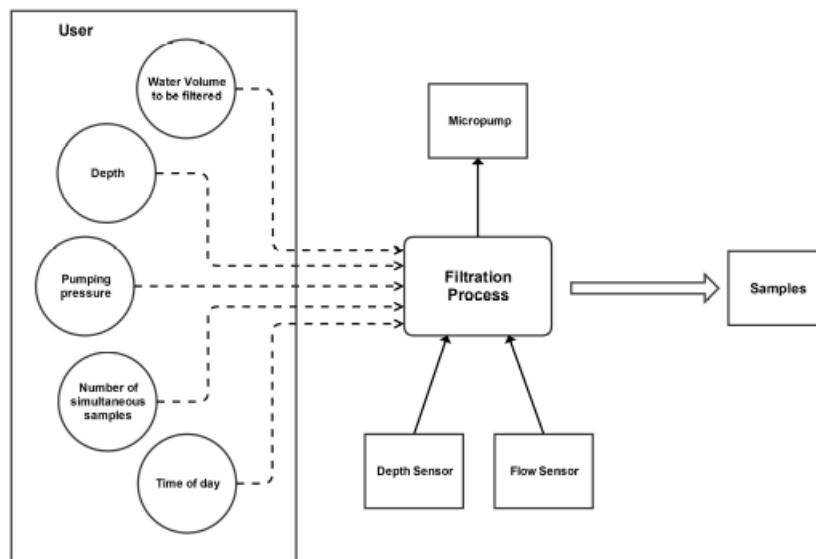 User
Water Volume
to be filtered
Depth
Pumping
pressure
Number of
simultaneous
samples
Time of day
Micropump
Filtration
Process
Depth Sensor
Flow Sensor
Samples